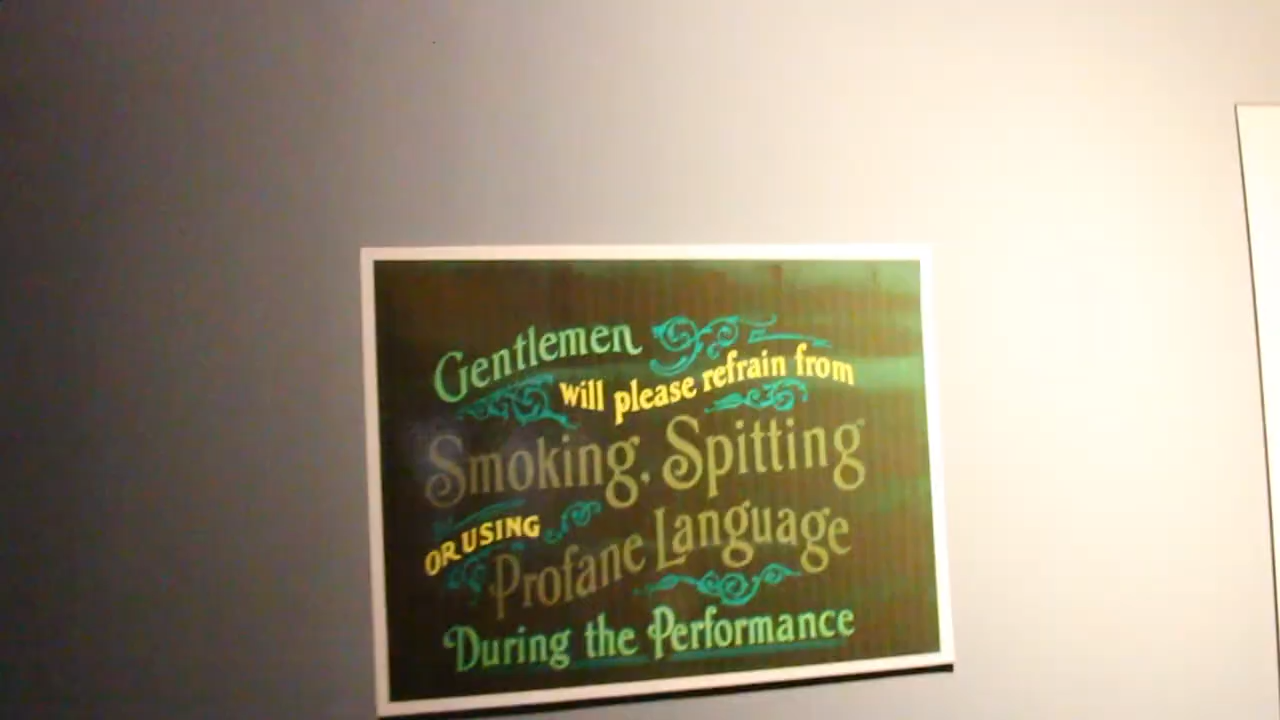 Gentlemen
will please refrain from
Smoking, Spitting
OR USING
Profane Language
During the Performance